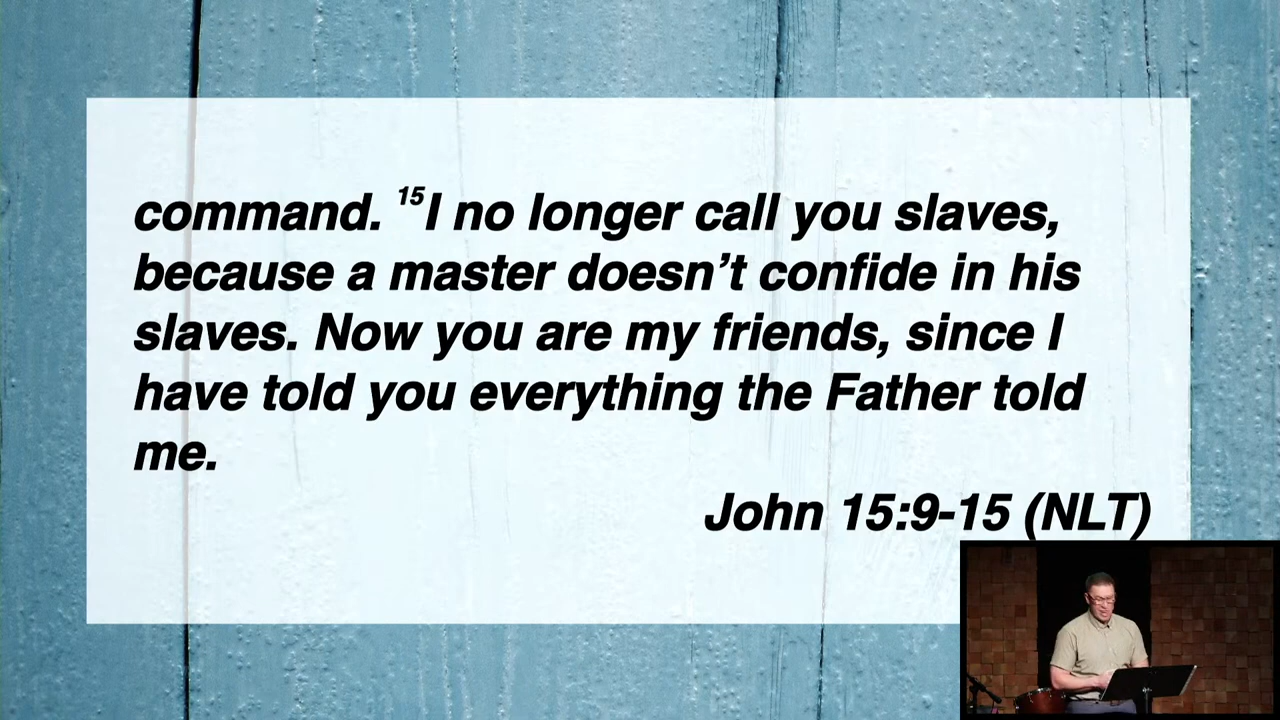 command. ¹⁵I no longer call you slaves,
because a master doesn’t confide in his
slaves. Now you are my friends, since I
have told you everything the Father told
me.
John 15:9-15 (NLT)